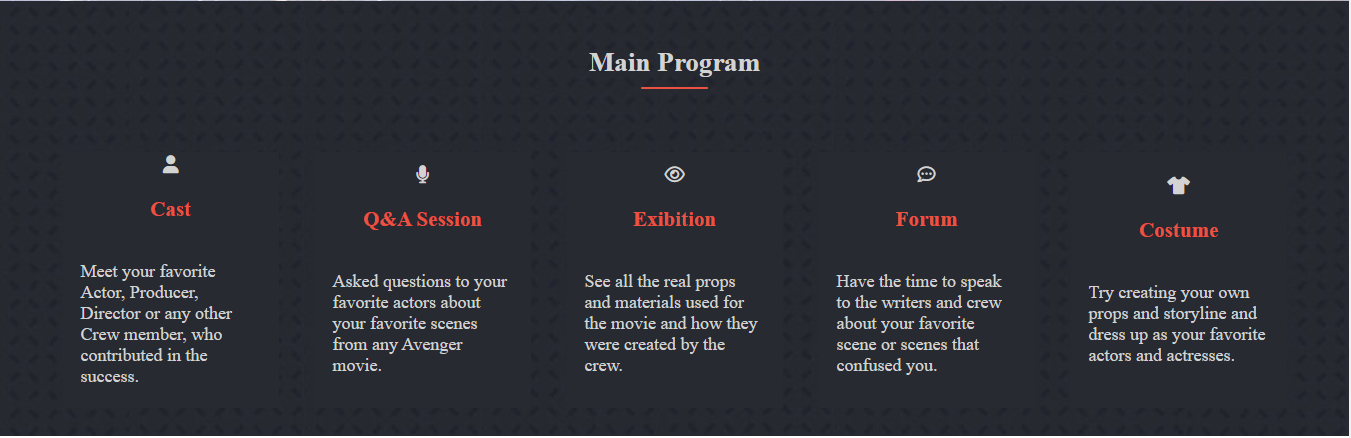 Main Program
Cast
Meet your favorite
Actor, Producer,
Director or any other
Crew member, who
contributed in the
success.
Q&A Session
Asked questions to your
favorite actors about
your favorite scenes
from any Avenger
movie.
Exibition
See all the real props
and materials used for
the movie and how they
were created by the
crew.
Forum
Have the time to speak
to the writers and crew
about your favorite
scene or scenes that
confused you.
Costume
Try creating your own
props and storyline and
dress up as your favorite
actors and actresses.